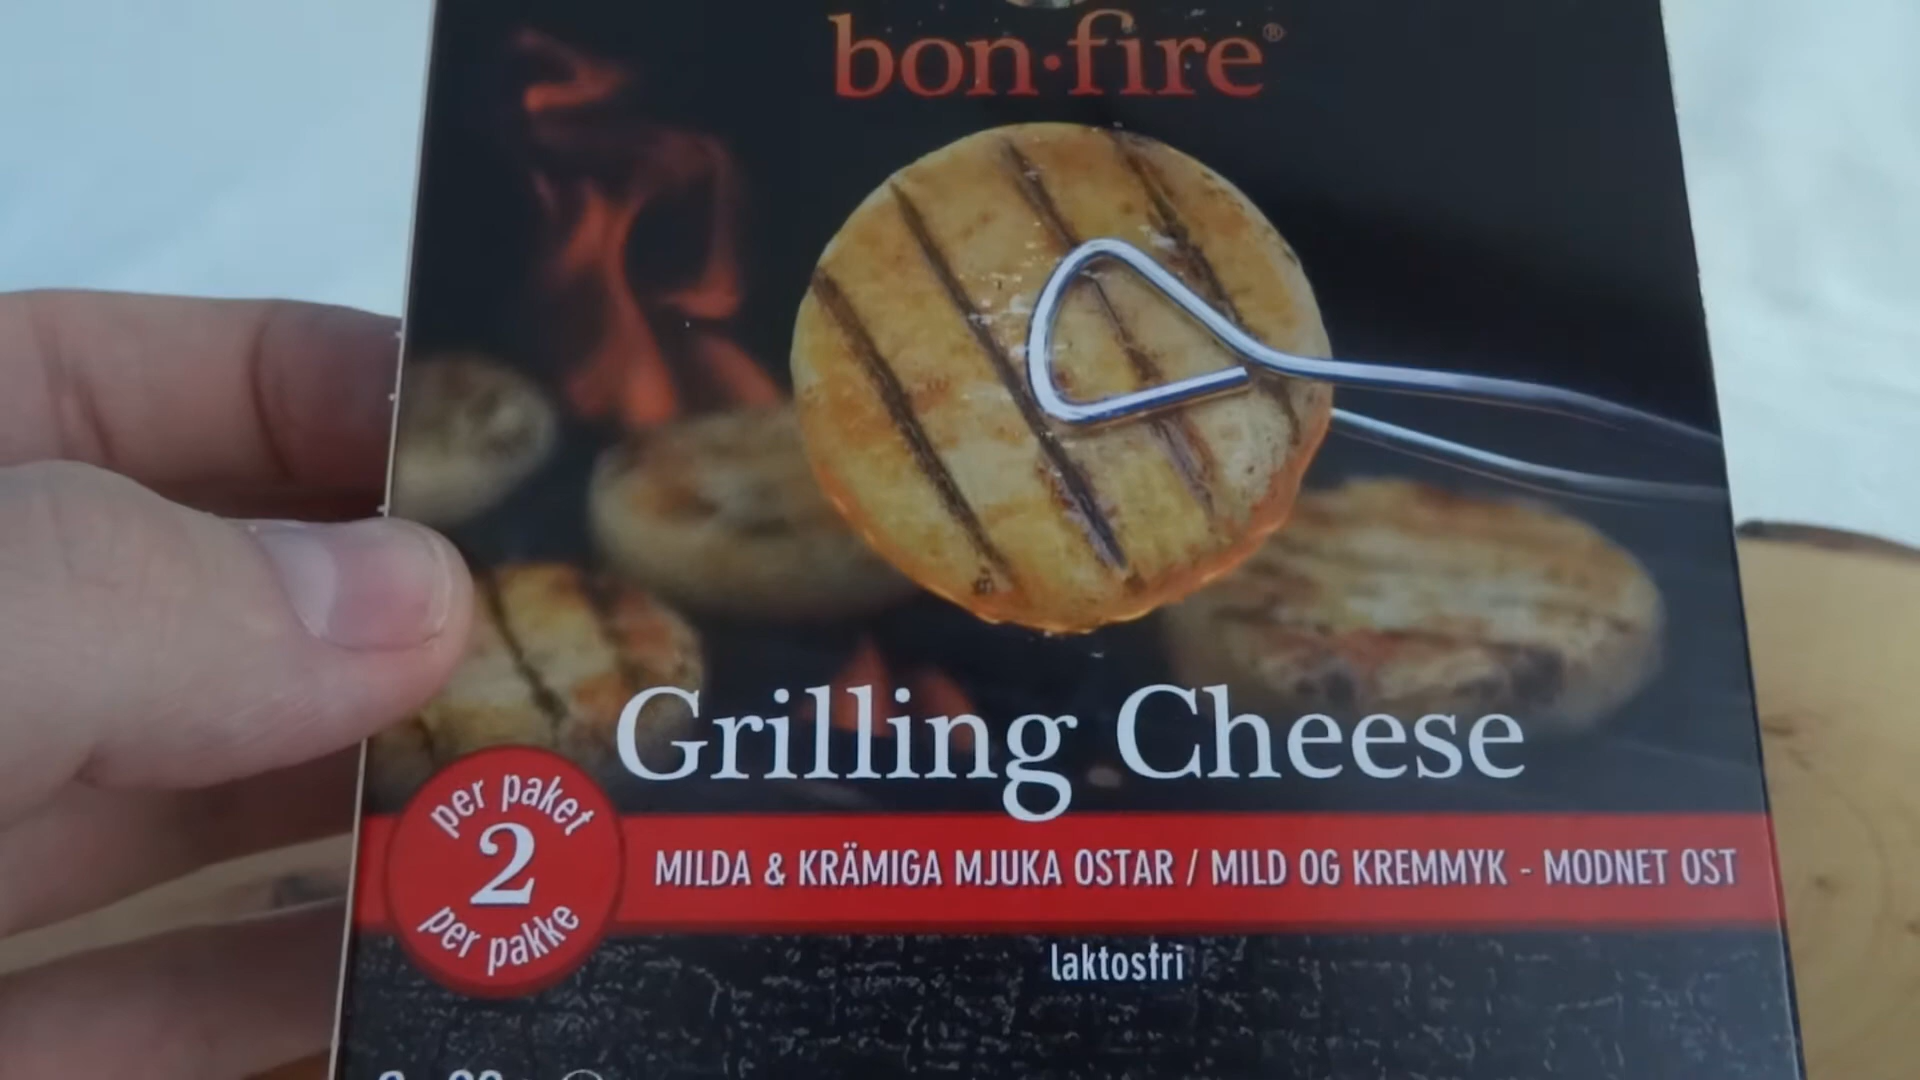 bon·fire®
Grilling Cheese
per paket
2
per pakke
MILDA & KRÄMIGA MJUKA OSTAR / MILD OG KREMMYK - MODNET OST
laktosfri